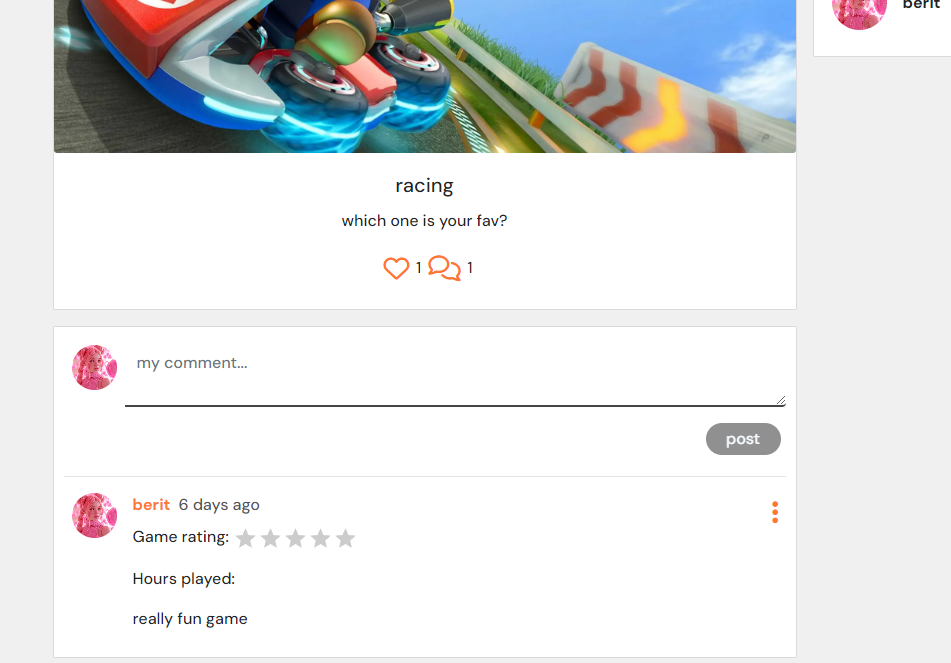 berit
racing
which one is your fav?
1 1
my comment...
post
berit 6 days ago
Game rating:
Hours played:
really fun game